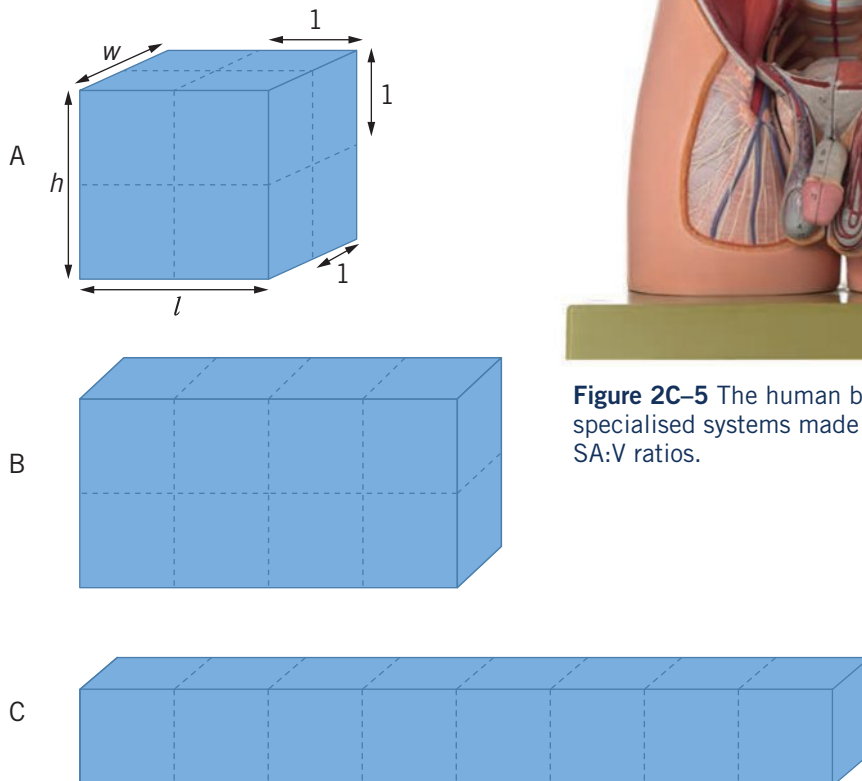 1
w
1
A
h
1
l
B
C
Figure 2C–5 The human b
specialised systems made
SA:V ratios.